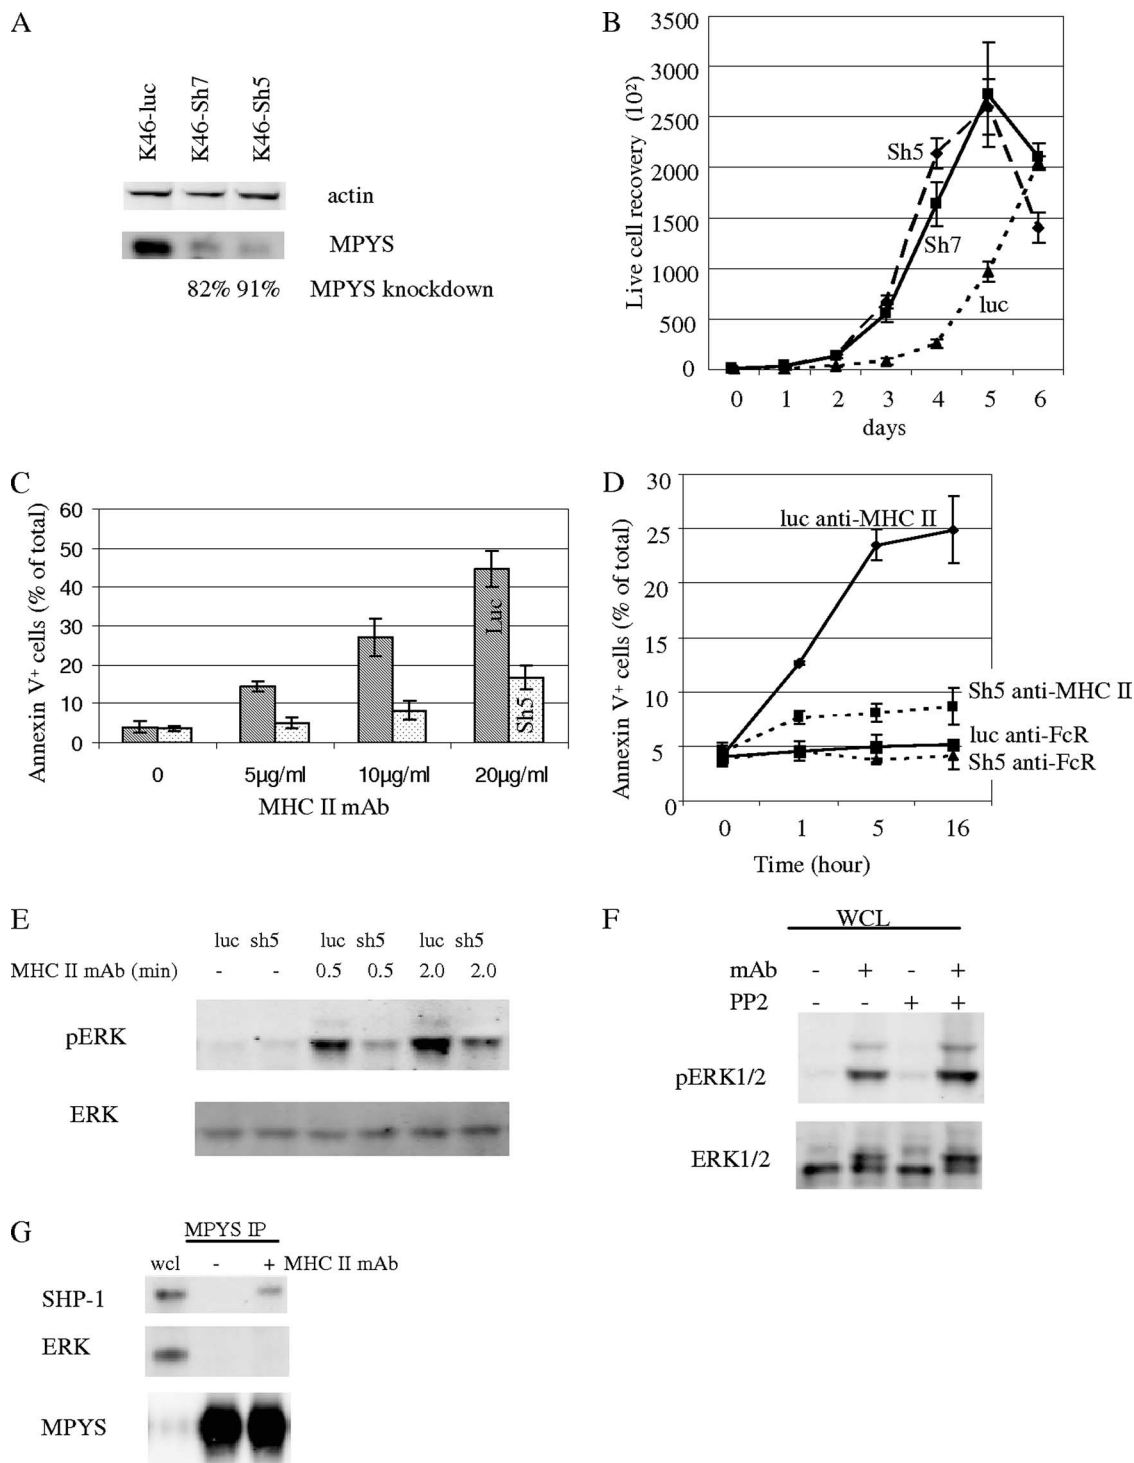 A
K46-luc
K46-Sh7
K46-Sh5
actin
MPYS
82% 91% MPYS knockdown
B
Live cell recovery (10²)
3500
3000
2500
2000
1500
1000
500
0
Sh5
Sh7
luc
0 1 2 3 4 5 6
days
C
Annexin V⁺ cells (% of total)
60
50
40
30
20
10
0
Luc
Sh5
0 5µg/ml 10µg/ml 20µg/ml
MHC II mAb
D
Annexin V⁺ cells (% of total)
30
25
20
15
10
5
0
luc anti-MHC II
Sh5 anti-MHC II
luc anti-FcR
Sh5 anti-FcR
0 1 5 16
Time (hour)
E
luc sh5 luc sh5 luc sh5
MHC II mAb (min) - - 0.5 0.5 2.0 2.0
pERK
ERK
F
WCL
mAb - + - +
PP2 - - + +
pERK1/2
ERK1/2
G
MPYS IP
wcl - + MHC II mAb
SHP-1
ERK
MPYS